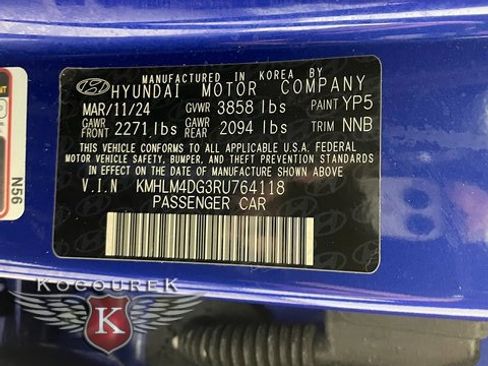 MANUFACTURED IN KOREA BY
HYUNDAI MOTOR COMPANY
MAR/11/24 GVWR 3858 lbs PAINT YP5
GAWR FRONT 2271 lbs GAWR REAR 2094 lbs TRIM NNB
THIS VEHICLE CONFORMS TO ALL APPLICABLE U.S.A. FEDERAL
MOTOR VEHICLE SAFETY, BUMPER, AND THEFT PREVENTION STANDARDS
IN EFFECT ON THE DATE OF MANUFACTURE SHOWN ABOVE
V.I.N KMHLM4DG3RU764118
PASSENGER CAR
N56
KOCOUREK
K